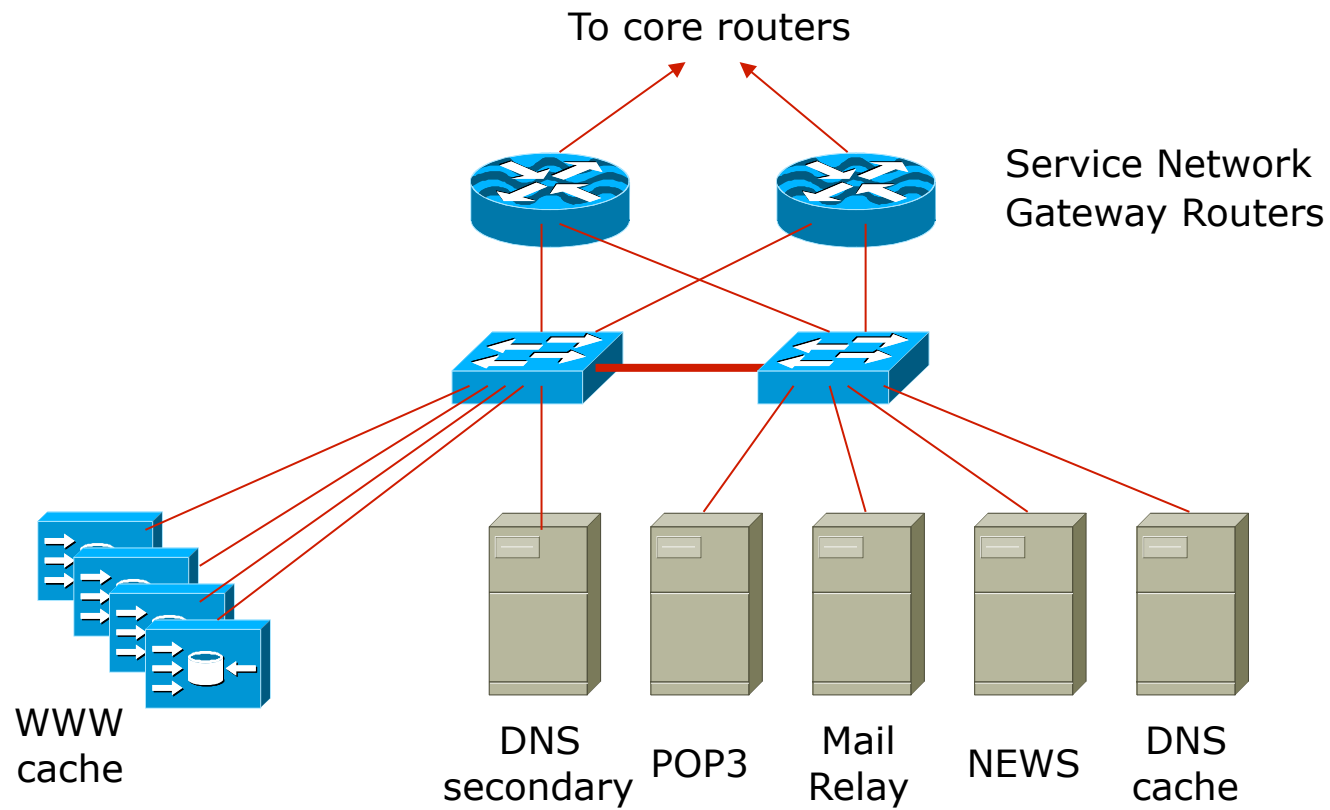 To core routers
Service Network
Gateway Routers
WWW
cache
DNS
secondary
POP3
Mail
Relay
NEWS
DNS
cache